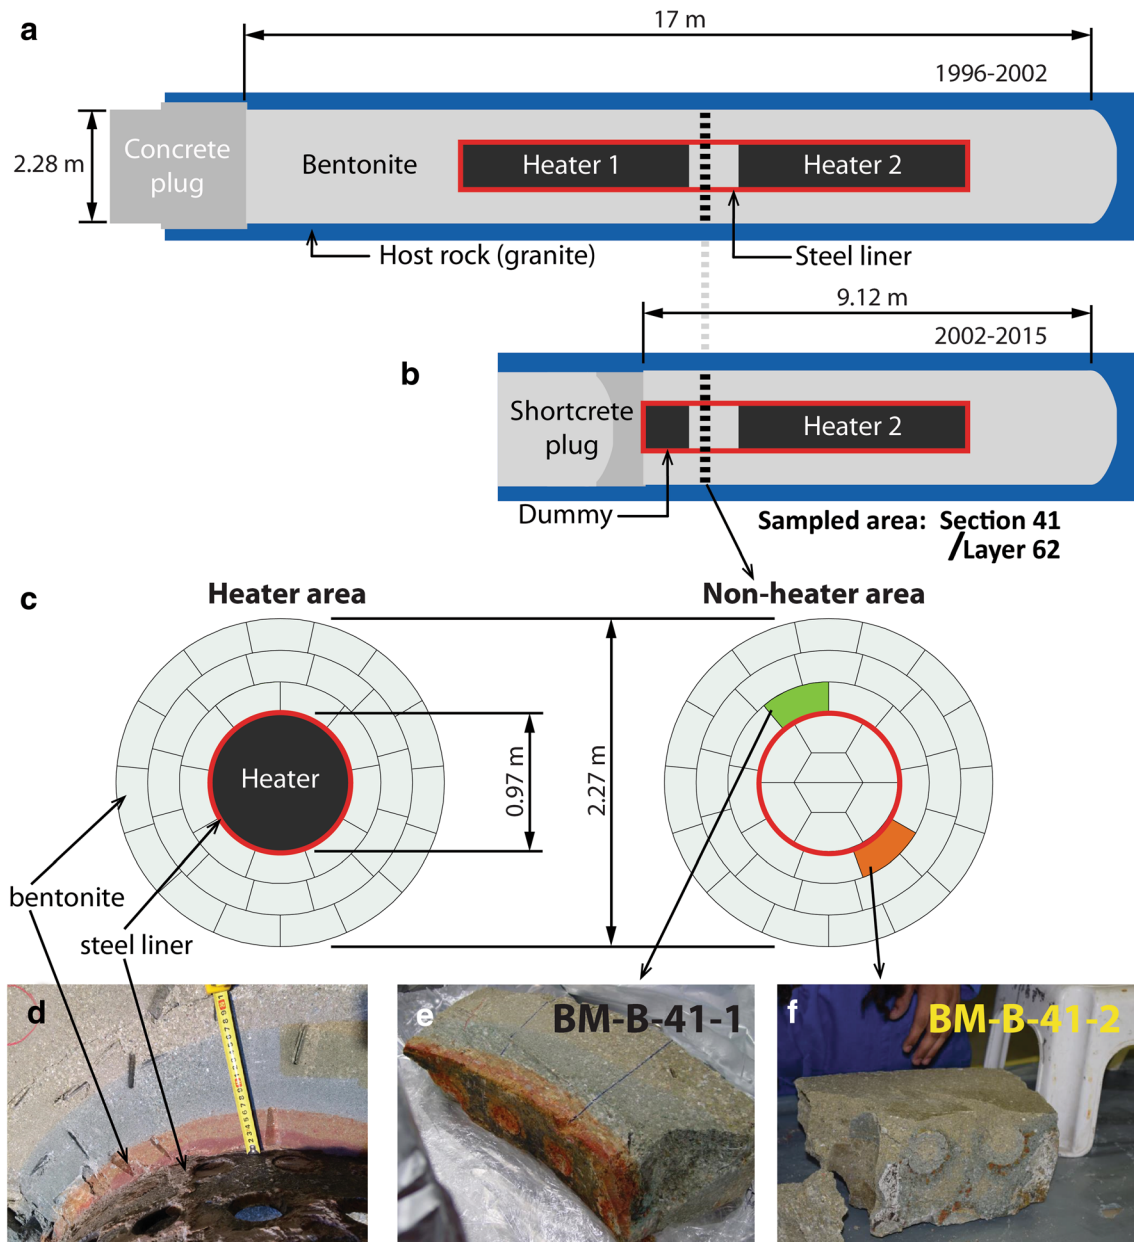 a
17 m
1996-2002
2.28 m
Concrete
plug
Bentonite
Heater 1
Heater 2
Host rock (granite)
Steel liner
9.12 m
2002-2015
b
Shortcrete
plug
Heater 2
Dummy
Sampled area: Section 41
/Layer 62
c
Heater area
Non-heater area
Heater
0.97 m
2.27 m
bentonite
steel liner
d
e
BM-B-41-1
f
BM-B-41-2